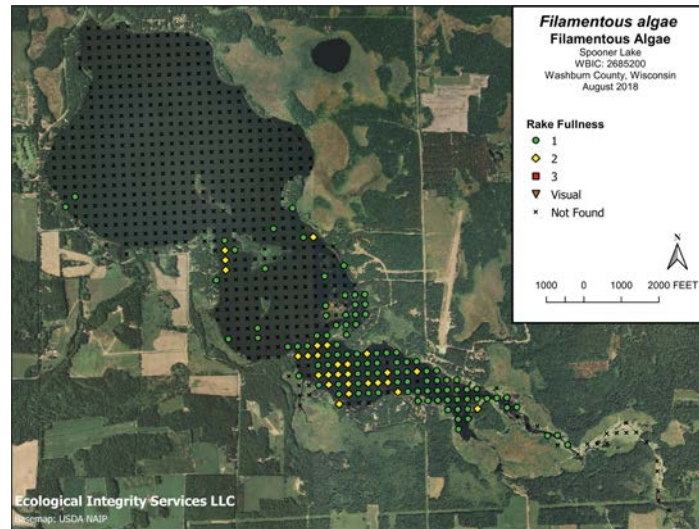 Filamentous algae
Filamentous Algae
Spooner Lake
WBIC: 2685200
Washburn County, Wisconsin
August 2018
Rake Fullness
1
2
3
Visual
Not Found
N
1000 0 1000 2000 FEET
Ecological Integrity Services LLC
Basemap: USDA NAIP